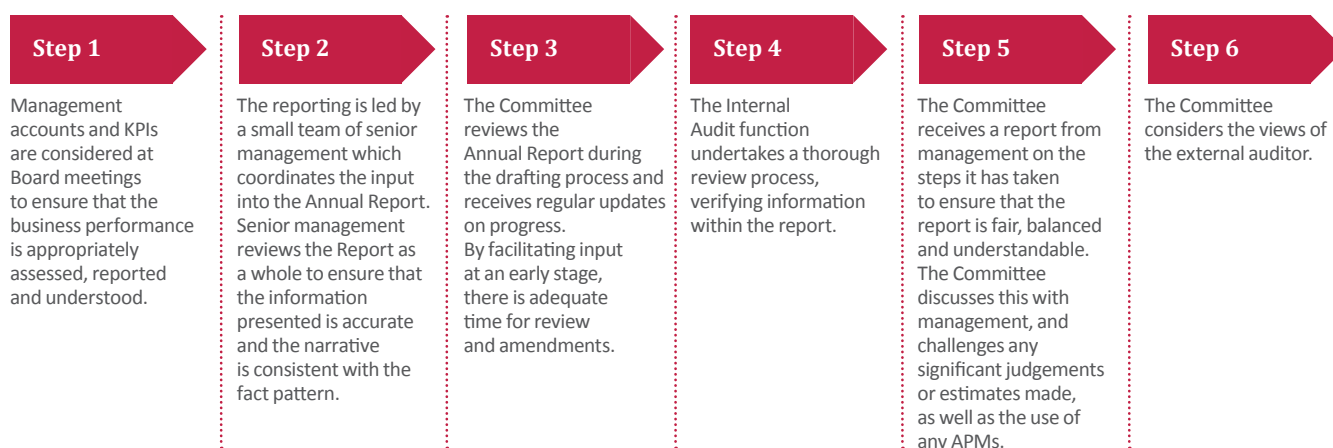 Step 1
Management
accounts and KPIs
are considered at
Board meetings
to ensure that the
business performance
is appropriately
assessed, reported
and understood.
Step 2
The reporting is led by
a small team of senior
management which
coordinates the input
into the Annual Report.
Senior management
reviews the Report as
a whole to ensure that
the information
presented is accurate
and the narrative
is consistent with the
fact pattern.
Step 3
The Committee
reviews the
Annual Report during
the drafting process and
receives regular updates
on progress.
By facilitating input
at an early stage,
there is adequate
time for review
and amendments.
Step 4
The Internal
Audit function
undertakes a thorough
review process,
verifying information
within the report.
Step 5
The Committee
receives a report from
management on the
steps it has taken
to ensure that the
report is fair, balanced
and understandable.
The Committee
discusses this with
management, and
challenges any
significant judgements
or estimates made,
as well as the use of
any APMs.
Step 6
The Committee
considers the views of
the external auditor.